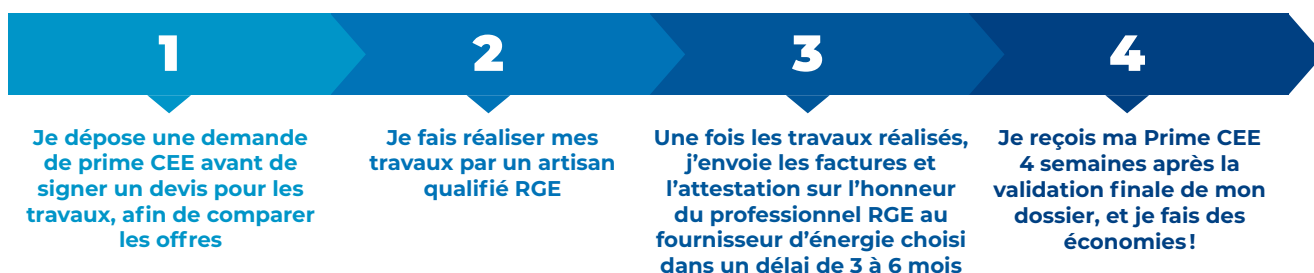 1
Je dépose une demande
de prime CEE avant de
signer un devis pour les
travaux, afin de comparer
les offres
2
Je fais réaliser mes
travaux par un artisan
qualifié RGE
3
Une fois les travaux réalisés,
j’envoie les factures et
l’attestation sur l’honneur
du professionnel RGE au
fournisseur d’énergie choisi
dans un délai de 3 à 6 mois
4
Je reçois ma Prime CEE
4 semaines après la
validation finale de mon
dossier, et je fais des
économies !